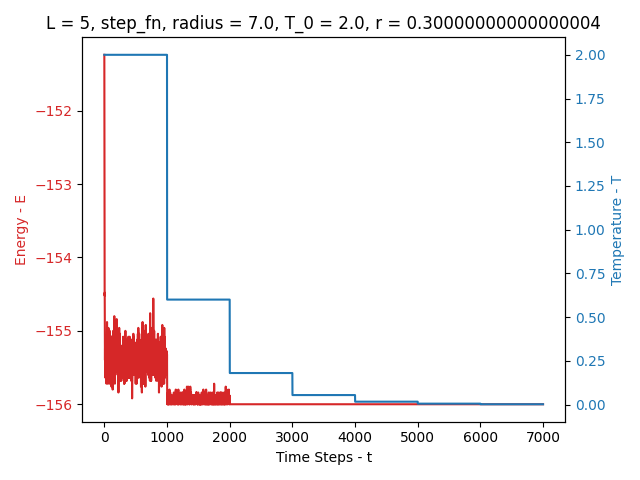 L = 5, step_fn, radius = 7.0, T_0 = 2.0, r = 0.30000000000000004
−152
−153
−154
−155
−156
Energy - E
2.00
1.75
1.50
1.25
1.00
0.75
0.50
0.25
0.00
Temperature - T
0 1000 2000 3000 4000 5000 6000 7000
Time Steps - t